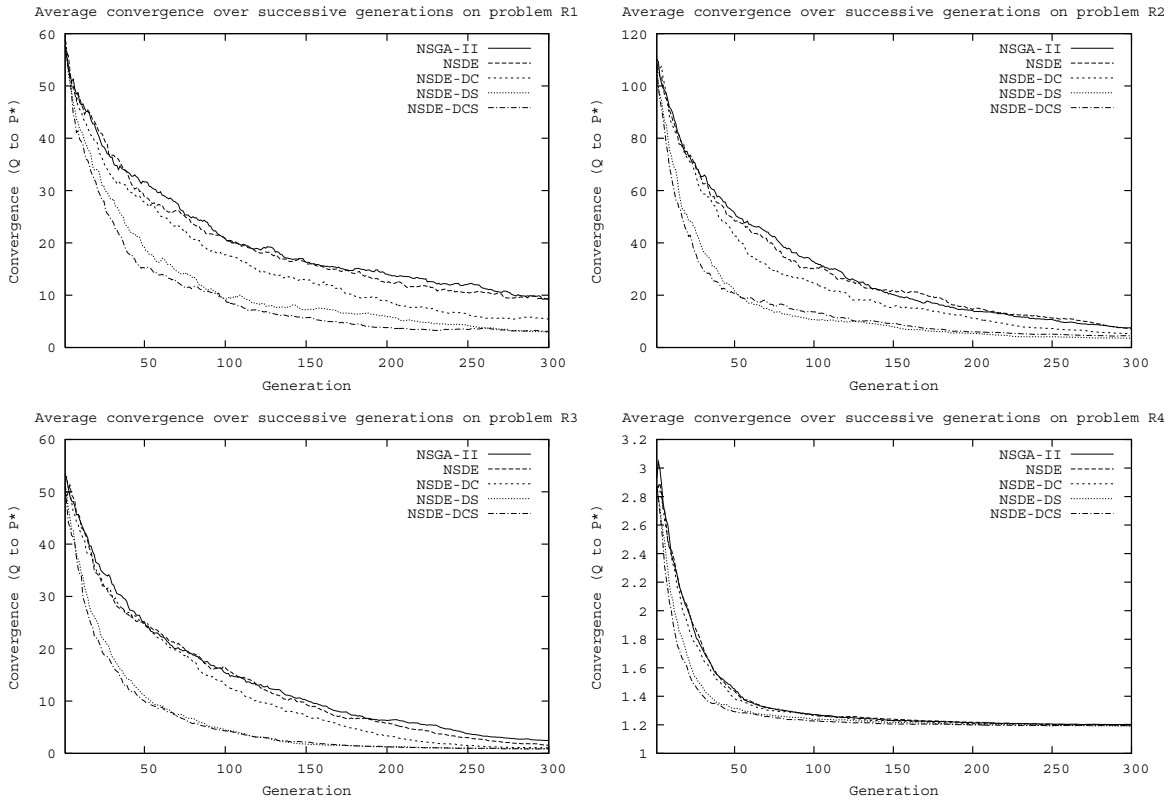 Average convergence over successive generations on problem R1
60
50
40
30
20
10
0
50
100
150
200
250
300
Convergence (Q to P*)
Generation
NSGA-II
NSDE
NSDE-DC
NSDE-DS
NSDE-DCS
Average convergence over successive generations on problem R2
120
100
80
60
40
20
0
50
100
150
200
250
300
Convergence (Q to P*)
Generation
NSGA-II
NSDE
NSDE-DC
NSDE-DS
NSDE-DCS
Average convergence over successive generations on problem R3
60
50
40
30
20
10
0
50
100
150
200
250
300
Convergence (Q to P*)
Generation
NSGA-II
NSDE
NSDE-DC
NSDE-DS
NSDE-DCS
Average convergence over successive generations on problem R4
3.2
3
2.8
2.6
2.4
2.2
2
1.8
1.6
1.4
1.2
1
50
100
150
200
250
300
Convergence (Q to P*)
Generation
NSGA-II
NSDE
NSDE-DC
NSDE-DS
NSDE-DCS